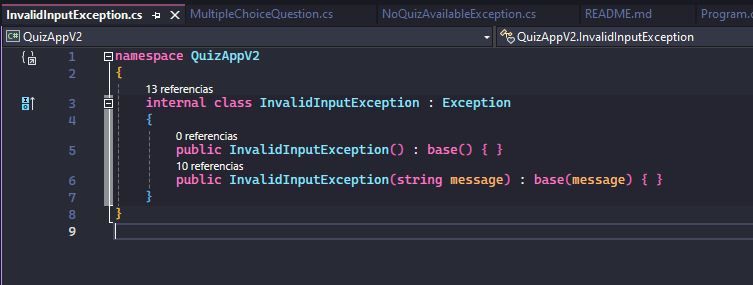 InvalidInputException.cs MultipleChoiceQuestion.cs NoQuizAvailableException.cs README.md Program.
C# QuizAppV2 QuizAppV2.InvalidInputException
1 namespace QuizAppV2
2 {
13 referencias
3 internal class InvalidInputException : Exception
4 {
0 referencias
5 public InvalidInputException() : base() { }
10 referencias
6 public InvalidInputException(string message) : base(message) { }
7 }
8 }
9